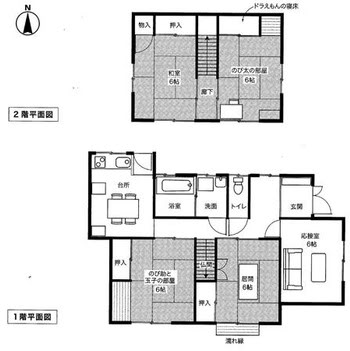 N
ドラえもんの寝床
物入
押入
和室
6帖
廊下
のび太の部屋
6帖
2階平面図
台所
浴室
洗面
トイレ
玄関
応接室
6帖
押入
のび助と
玉子の部屋
6帖
仏間
居間
6帖
押入
濡れ縁
1階平面図